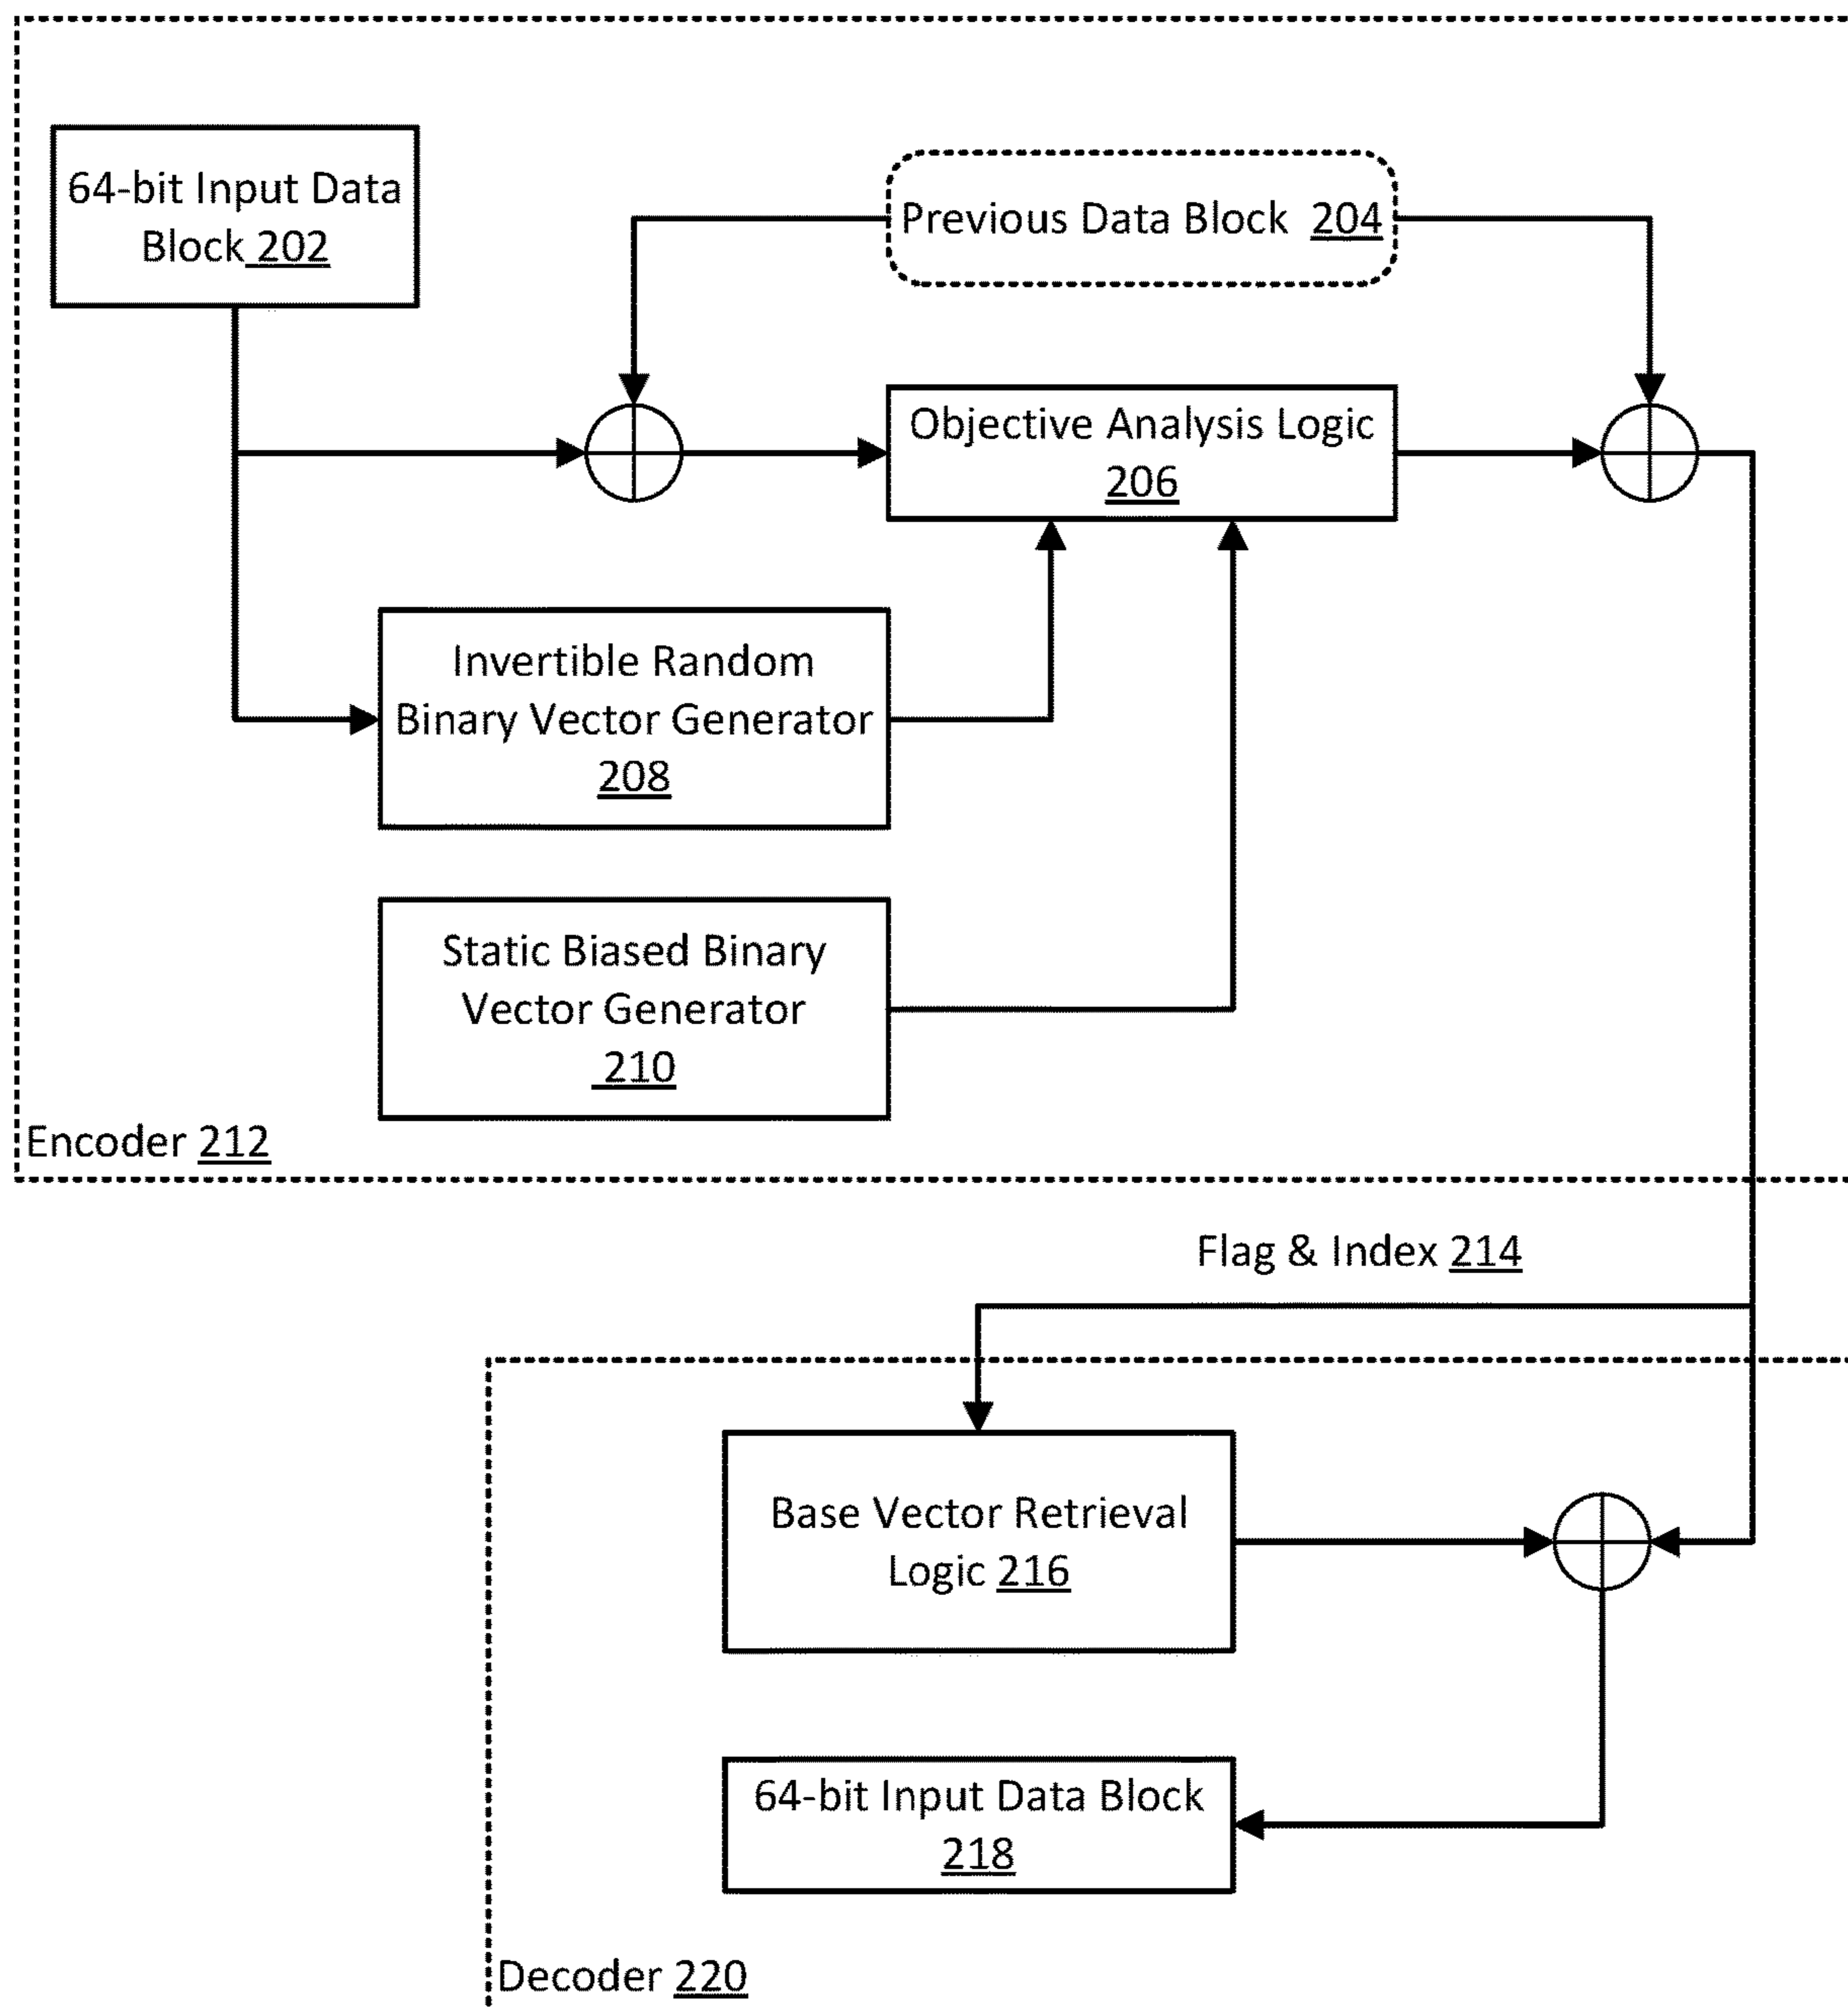 64-bit Input Data
Block 202
Previous Data Block 204
Objective Analysis Logic
206
Invertible Random
Binary Vector Generator
208
Static Biased Binary
Vector Generator
210
Encoder 212
Flag & Index 214
Base Vector Retrieval
Logic 216
64-bit Input Data Block
218
Decoder 220